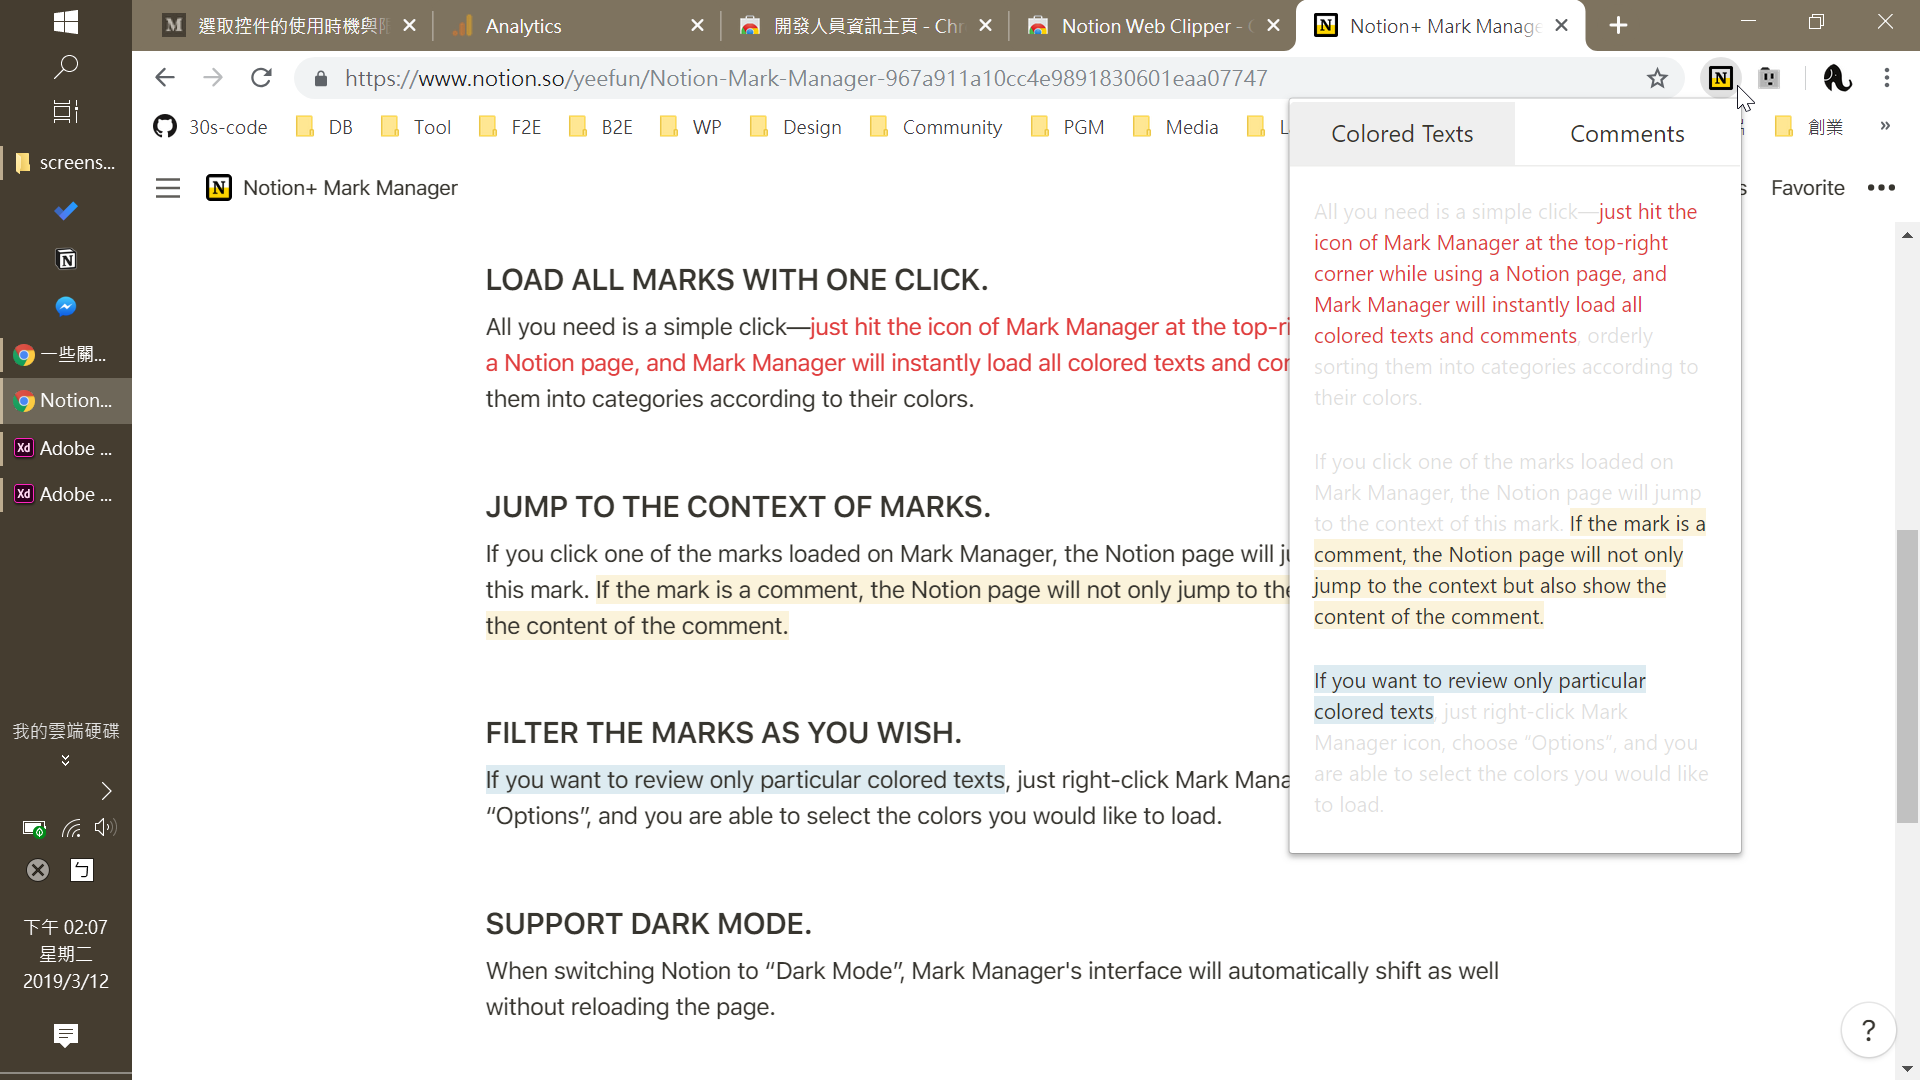 選取控件的使用時機與限
Analytics
開發人員資訊主頁 - Chr
Notion Web Clipper -
Notion+ Mark Manage
https://www.notion.so/yeefun/Notion-Mark-Manager-967a911a10cc4e9891830601eaa07747
30s-code
DB
Tool
F2E
B2E
WP
Design
Community
PGM
Media
創業
»
screens...
一些關...
Notion...
Adobe ...
Adobe ...
我的雲端硬碟
ㄅ
下午 02:07
星期二
2019/3/12
Notion+ Mark Manager
Favorite
LOAD ALL MARKS WITH ONE CLICK.
All you need is a simple click—just hit the icon of Mark Manager at the top-ri
a Notion page, and Mark Manager will instantly load all colored texts and cor
them into categories according to their colors.
JUMP TO THE CONTEXT OF MARKS.
If you click one of the marks loaded on Mark Manager, the Notion page will ju
this mark. If the mark is a comment, the Notion page will not only jump to the
the content of the comment.
FILTER THE MARKS AS YOU WISH.
If you want to review only particular colored texts, just right-click Mark Mana
“Options”, and you are able to select the colors you would like to load.
SUPPORT DARK MODE.
When switching Notion to “Dark Mode”, Mark Manager's interface will automatically shift as well
without reloading the page.
Colored Texts
Comments
All you need is a simple click—just hit the
icon of Mark Manager at the top-right
corner while using a Notion page, and
Mark Manager will instantly load all
colored texts and comments, orderly
sorting them into categories according to
their colors.
If you click one of the marks loaded on
Mark Manager, the Notion page will jump
to the context of this mark. If the mark is a
comment, the Notion page will not only
jump to the context but also show the
content of the comment.
If you want to review only particular
colored texts, just right-click Mark
Manager icon, choose “Options”, and you
are able to select the colors you would like
to load.
?